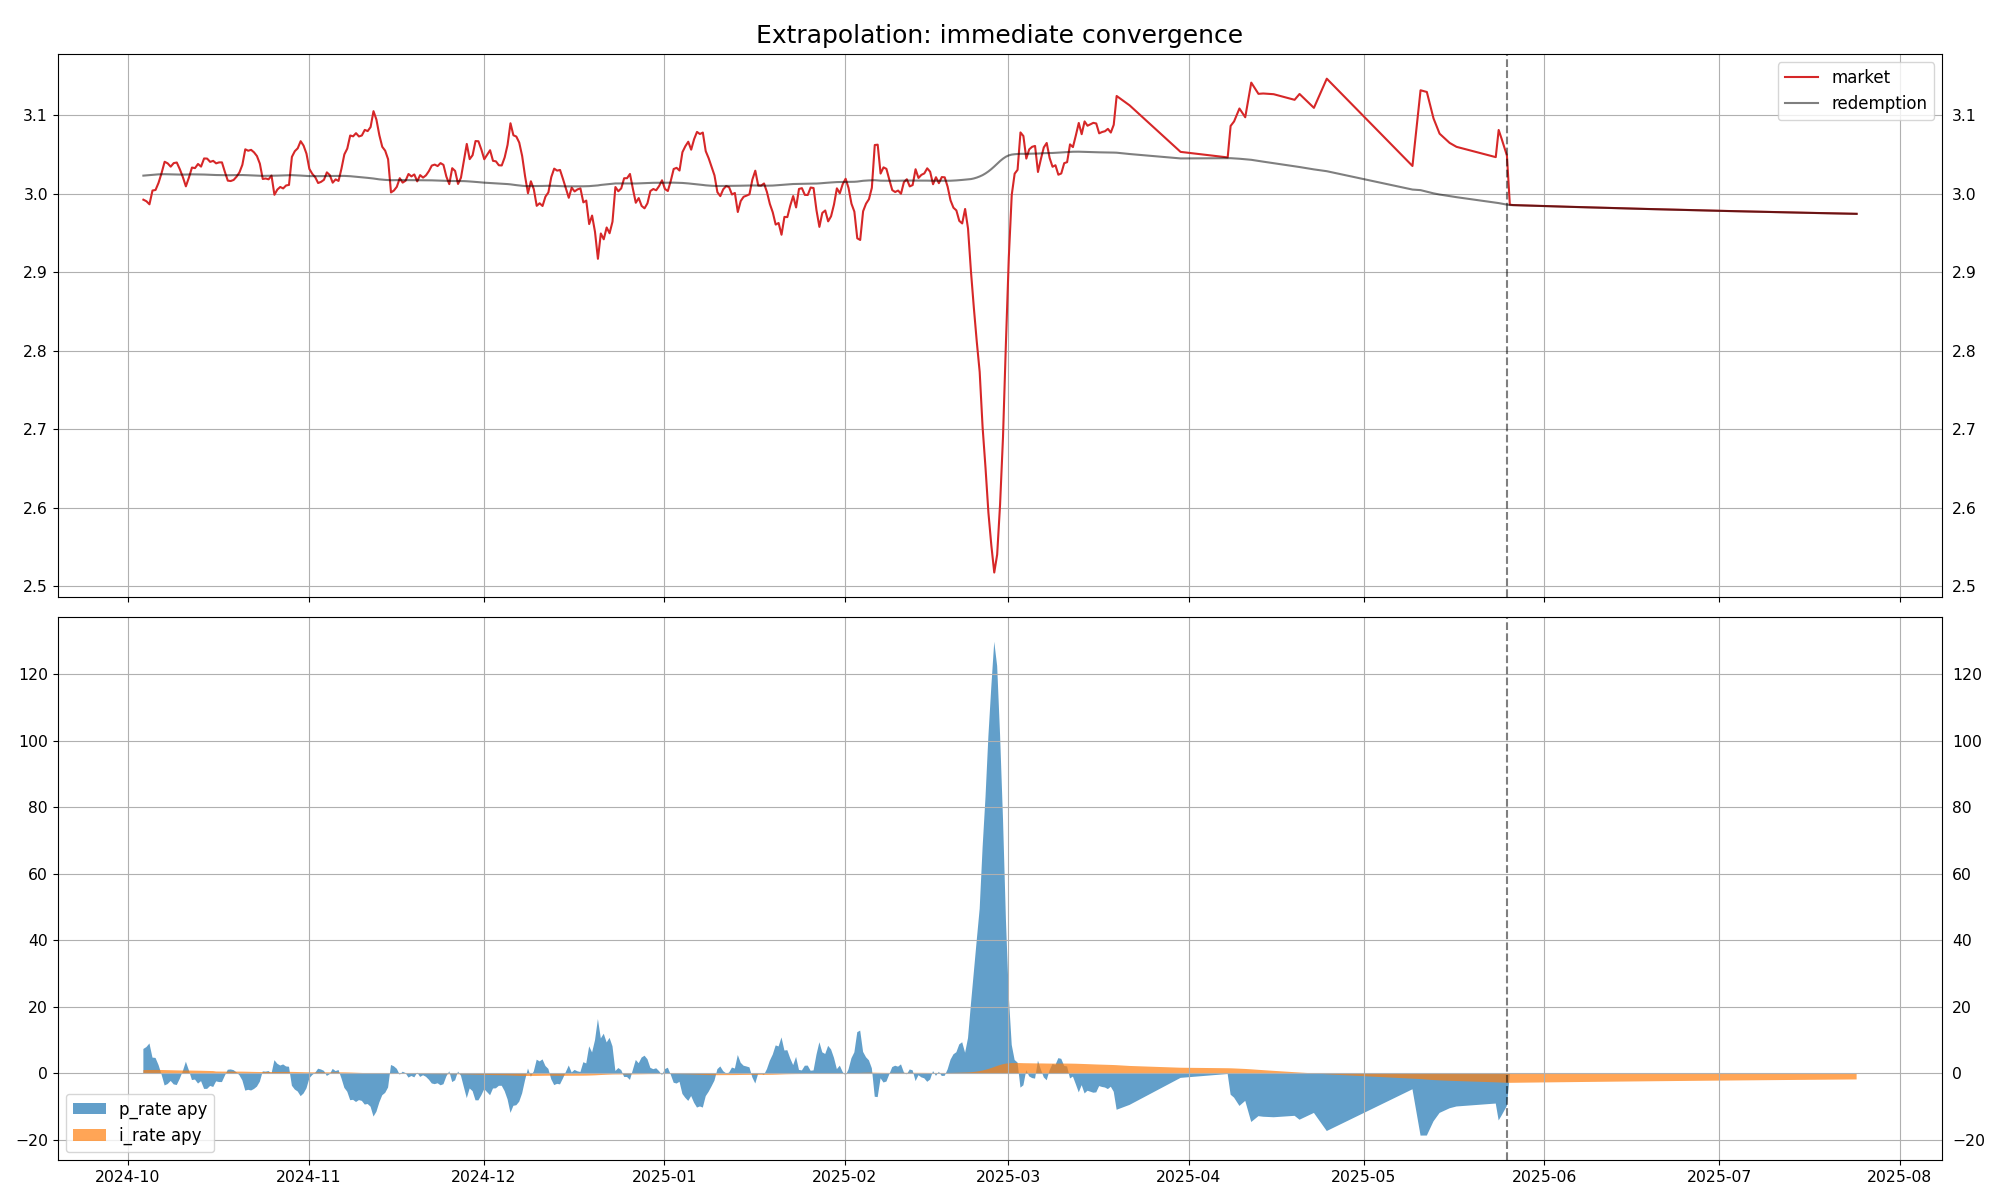 Extrapolation: immediate convergence
market
redemption
3.1 3.1
3.0 3.0
2.9 2.9
2.8 2.8
2.7 2.7
2.6 2.6
2.5 2.5
120 120
100 100
80 80
60 60
40 40
20 20
0 0
p_rate apy
i_rate apy
−20 −20
2024-10 2024-11 2024-12 2025-01 2025-02 2025-03 2025-04 2025-05 2025-06 2025-07 2025-08